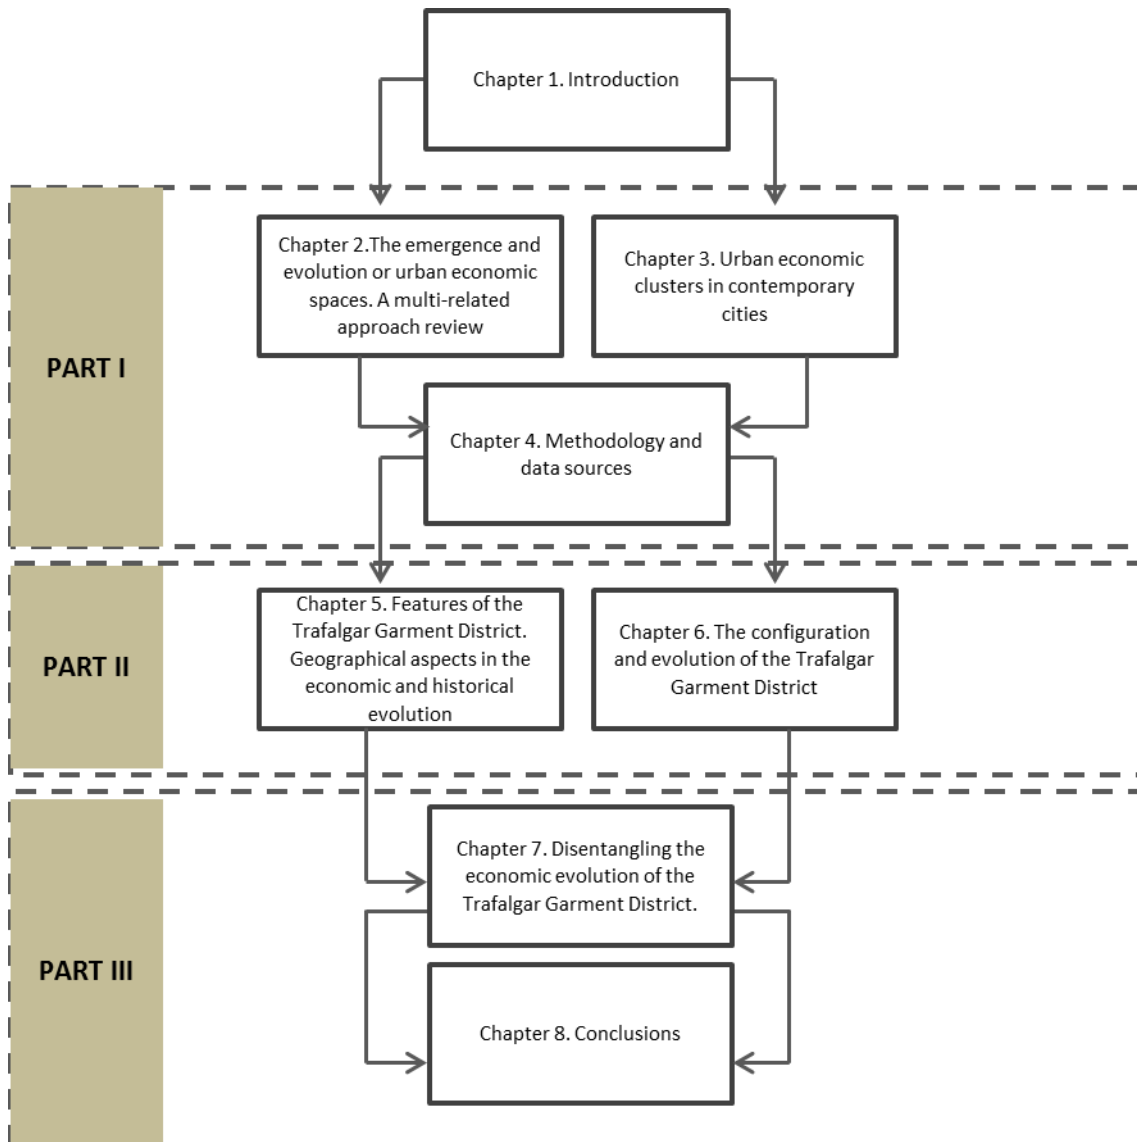 Chapter 1. Introduction
PART I
Chapter 2.The emergence and
evolution or urban economic
spaces. A multi-related
approach review
Chapter 3. Urban economic
clusters in contemporary
cities
Chapter 4. Methodology and
data sources
PART II
Chapter 5. Features of the
Trafalgar Garment District.
Geographical aspects in the
economic and historical
evolution
Chapter 6. The configuration
and evolution of the Trafalgar
Garment District
PART III
Chapter 7. Disentangling the
economic evolution of the
Trafalgar Garment District.
Chapter 8. Conclusions